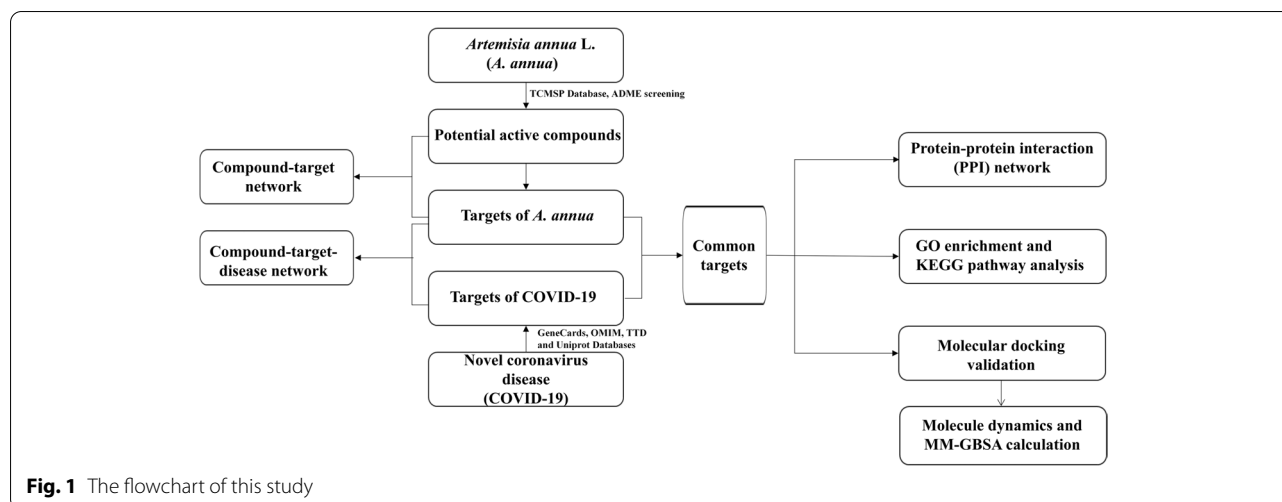 Artemisia annua L.
(A. annua)
TCMSP Database, ADME screening
Potential active compounds
Compound-target
network
Targets of A. annua
Compound-target-
disease network
Targets of COVID-19
GeneCards, OMIM, TTD
and Uniprot Databases
Novel coronavirus
disease
(COVID-19)
Common
targets
Protein-protein interaction
(PPI) network
GO enrichment and
KEGG pathway analysis
Molecular docking
validation
Molecule dynamics and
MM-GBSA calculation
Fig. 1 The flowchart of this study